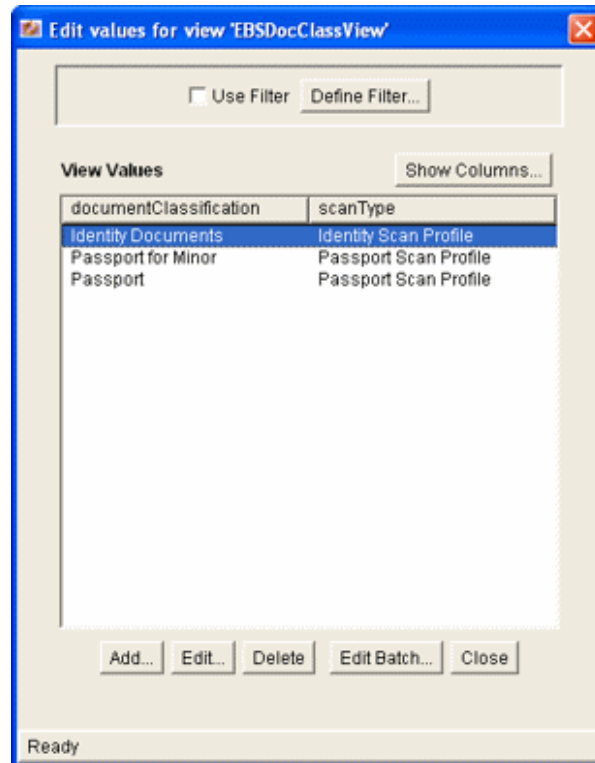 Edit values for view 'EBSDocClassView'
Use Filter Define Filter...
View Values Show Columns...
documentClassification scanType
Identity Documents Identity Scan Profile
Passport for Minor Passport Scan Profile
Passport Passport Scan Profile
Add... Edit... Delete Edit Batch... Close
Ready